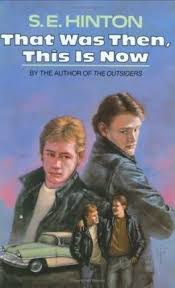 S.E. HINTON
That Was Then,
This Is Now
BY THE AUTHOR OF THE OUTSIDERS